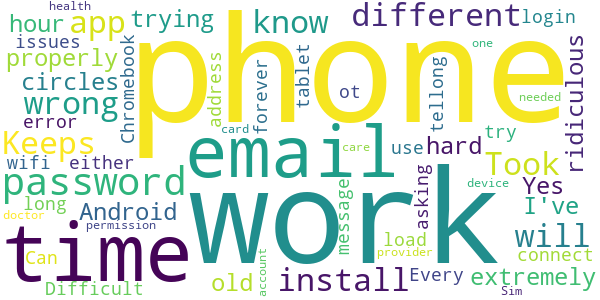 health
hour app trying know different login
issues phone one
properly Chromebook address forever tablet ot tellong ridiculous
circles
wrong
error card email care use hard needed try
Keeps
wifi either Took
password work asking Yes device
long Android message I've
doctor permission load will
time provider connect
Can install Every extremely
old account
Difficult Sim